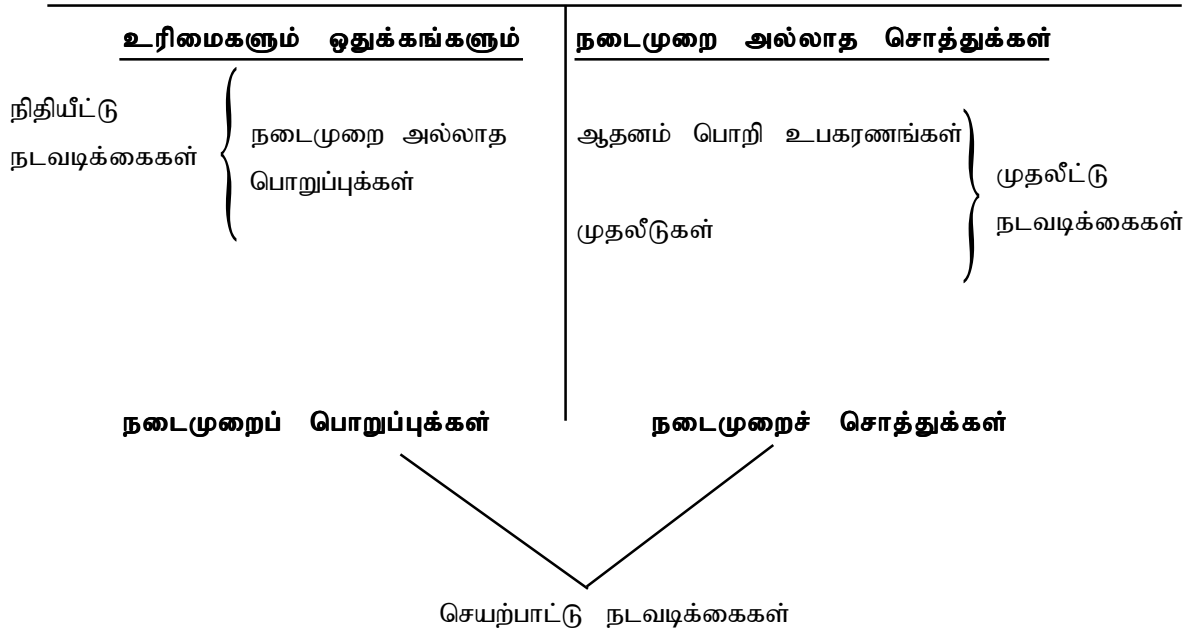 உரிமைகளும் ஒதுக்கங்களும்
நடைமுறை அல்லாத சொத்துக்கள்
நிதியீட்டு
நடவடிக்கைகள்
நடைமுறை அல்லாத
பொறுப்புக்கள்
ஆதனம் பொறி உபகரணங்கள்
முதலீடுகள்
முதலீட்டு
நடவடிக்கைகள்
நடைமுறைப் பொறுப்புக்கள்
நடைமுறைச் சொத்துக்கள்
செயற்பாட்டு நடவடிக்கைகள்